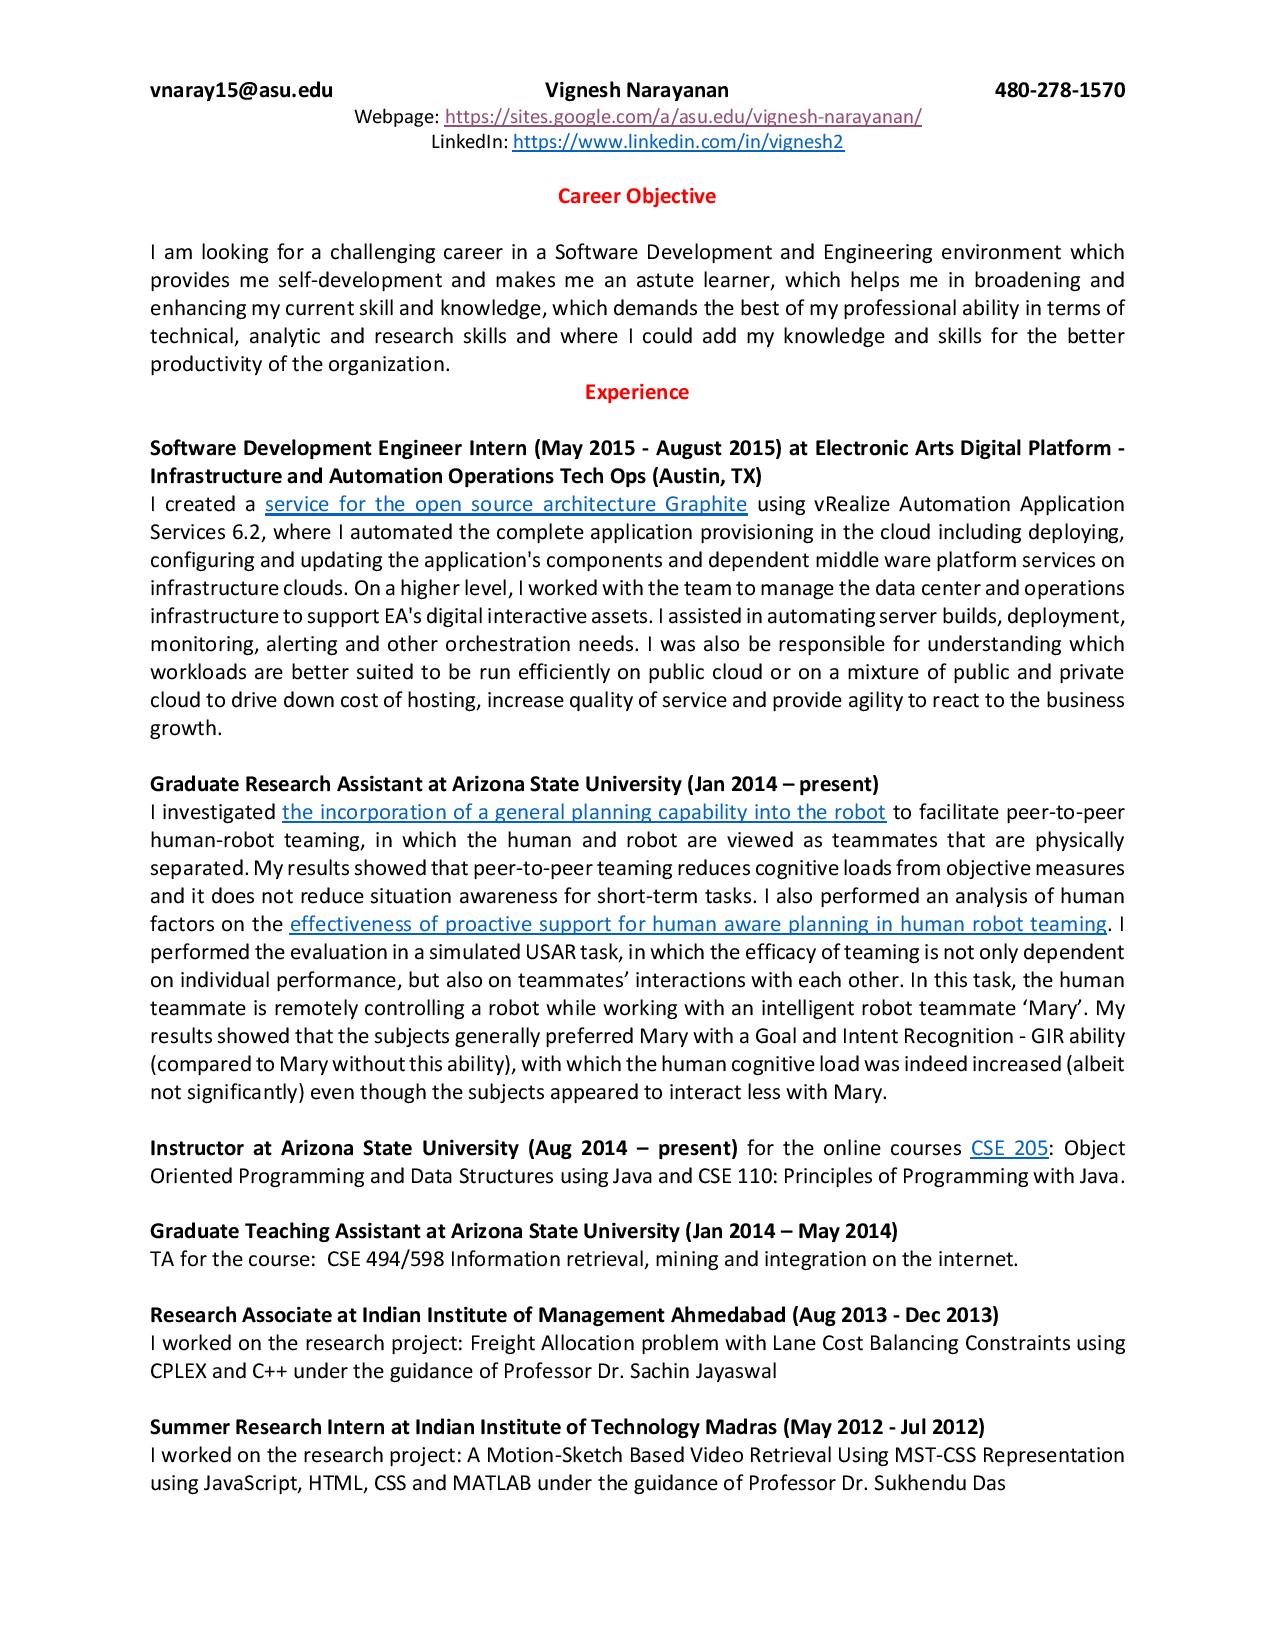 vnaray15@asu.edu Vignesh Narayanan 480-278-1570
Webpage: https://sites.google.com/a/asu.edu/vignesh-narayanan/
LinkedIn: https://www.linkedin.com/in/vignesh2
Career Objective
I am looking for a challenging career in a Software Development and Engineering environment which
provides me self-development and makes me an astute learner, which helps me in broadening and
enhancing my current skill and knowledge, which demands the best of my professional ability in terms of
technical, analytic and research skills and where I could add my knowledge and skills for the better
productivity of the organization.
Experience
Software Development Engineer Intern (May 2015 - August 2015) at Electronic Arts Digital Platform -
Infrastructure and Automation Operations Tech Ops (Austin, TX)
I created a service for the open source architecture Graphite using vRealize Automation Application
Services 6.2, where I automated the complete application provisioning in the cloud including deploying,
configuring and updating the application's components and dependent middle ware platform services on
infrastructure clouds. On a higher level, I worked with the team to manage the data center and operations
infrastructure to support EA's digital interactive assets. I assisted in automating server builds, deployment,
monitoring, alerting and other orchestration needs. I was also be responsible for understanding which
workloads are better suited to be run efficiently on public cloud or on a mixture of public and private
cloud to drive down cost of hosting, increase quality of service and provide agility to react to the business
growth.
Graduate Research Assistant at Arizona State University (Jan 2014 – present)
I investigated the incorporation of a general planning capability into the robot to facilitate peer-to-peer
human-robot teaming, in which the human and robot are viewed as teammates that are physically
separated. My results showed that peer-to-peer teaming reduces cognitive loads from objective measures
and it does not reduce situation awareness for short-term tasks. I also performed an analysis of human
factors on the effectiveness of proactive support for human aware planning in human robot teaming. I
performed the evaluation in a simulated USAR task, in which the efficacy of teaming is not only dependent
on individual performance, but also on teammates’ interactions with each other. In this task, the human
teammate is remotely controlling a robot while working with an intelligent robot teammate ‘Mary’. My
results showed that the subjects generally preferred Mary with a Goal and Intent Recognition - GIR ability
(compared to Mary without this ability), with which the human cognitive load was indeed increased (albeit
not significantly) even though the subjects appeared to interact less with Mary.
Instructor at Arizona State University (Aug 2014 – present) for the online courses CSE 205: Object
Oriented Programming and Data Structures using Java and CSE 110: Principles of Programming with Java.
Graduate Teaching Assistant at Arizona State University (Jan 2014 – May 2014)
TA for the course: CSE 494/598 Information retrieval, mining and integration on the internet.
Research Associate at Indian Institute of Management Ahmedabad (Aug 2013 - Dec 2013)
I worked on the research project: Freight Allocation problem with Lane Cost Balancing Constraints using
CPLEX and C++ under the guidance of Professor Dr. Sachin Jayaswal
Summer Research Intern at Indian Institute of Technology Madras (May 2012 - Jul 2012)
I worked on the research project: A Motion-Sketch Based Video Retrieval Using MST-CSS Representation
using JavaScript, HTML, CSS and MATLAB under the guidance of Professor Dr. Sukhendu Das